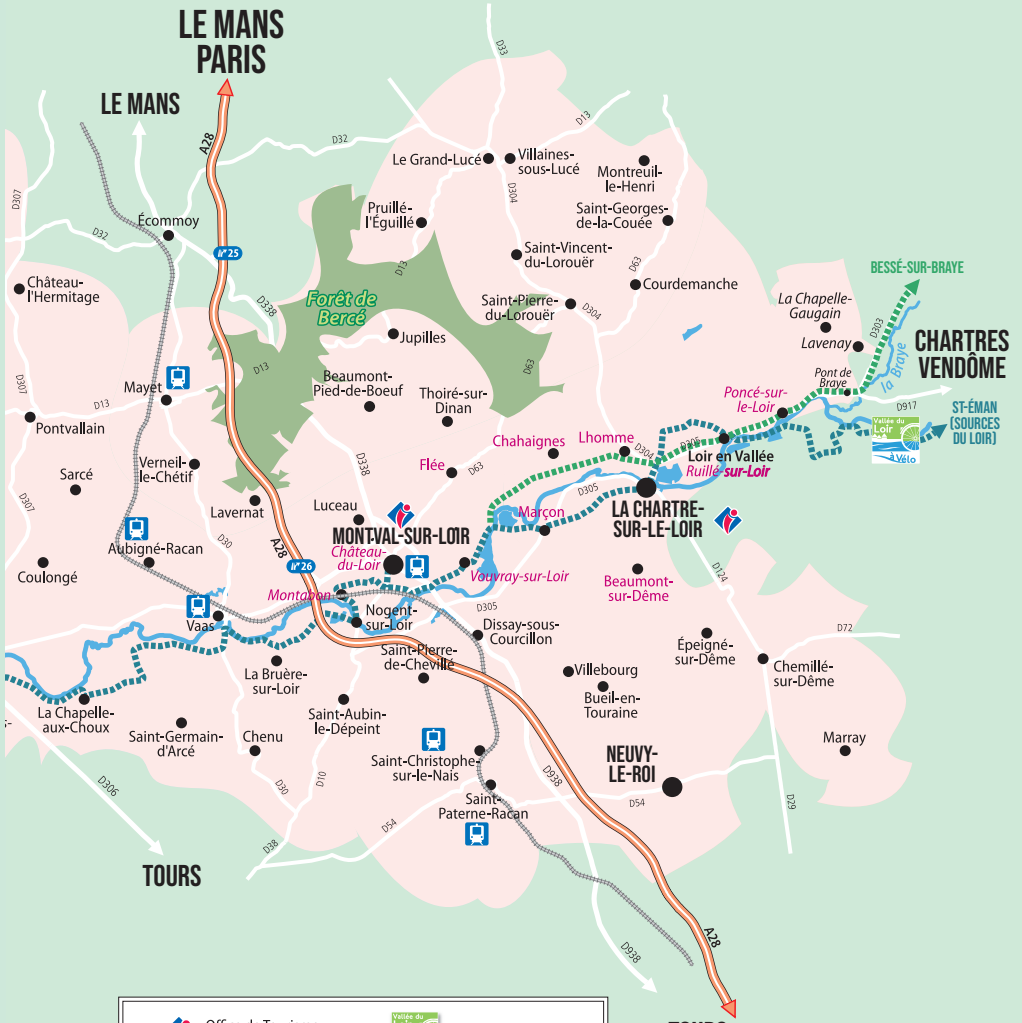 LE MANS
PARIS
LE MANS
A28
D33
D13
D32
D307
D32
Écommoy
Le Grand-Lucé
Villaines-
sous-Lucé
Montreuil-
le-Henri
D304
Pruillé-
l'Éguillé
Saint-Georges-
de-la-Couée
N°25
D13
Saint-Vincent-
du-Lorouër
D63
BESSÉ-SUR-BRAYE
Château-
l'Hermitage
Forêt de
Bercé
Courdemanche
La Chapelle-
Gaugain
D338
Saint-Pierre-
du-Lorouër
D304
D303
CHARTRES
VENDÔME
Jupilles
Lavenay
la Braye
D307
Mayet
D13
D63
Beaumont-
Pied-de-Boeuf
Thoiré-sur-
Dinan
Pont de
Braye
D13
Poncé-sur-
le-Loir
D917
ST-ÉMAN
(SOURCES
DU LOIR)
Pontvallain
Vallée du
Loir
à Vélo
Chahaignes
Lhomme
D304
D305
Loir en Vallée
Ruillé-sur-Loir
Sarcé
Verneil-
le-Chétif
D338
Flée
D63
D307
Lavernat
Luceau
D305
LA CHARTRE-
SUR-LE-LOIR
Marçon
MONTVAL-SUR-LOIR
Château-
du-Loir
Aubigné-Racan
D30
A28
N°26
Coulongé
Vouvray-sur-Loir
Beaumont-
sur-Dême
D124
Montabon
D305
Vaas
Nogent-
sur-Loir
Dissay-sous-
Courcillon
Épeigné-
sur-Dême
D72
Saint-Pierre-
de-Chevillé
La Bruère-
sur-Loir
Villebourg
Chemillé-
sur-Dême
Bueil-en-
Touraine
La Chapelle-
aux-Choux
Saint-Germain-
d'Arcé
Chenu
Saint-Aubin-
le-Dépeint
Marray
Saint-Christophe-
sur-le-Nais
NEUVY-
LE-ROI
D306
D30
D10
D938
Saint-
Paterne-Racan
D54
D29
D54
D38
TOURS
D938
A28
Vallée du